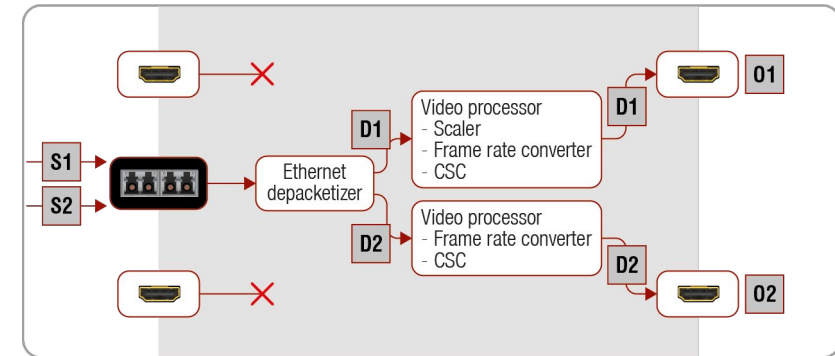 O1
D1
D1
Video processor
- Scaler
- Frame rate converter
- CSC
S1
S2
Ethernet
depacketizer
D2
Video processor
- Frame rate converter
- CSC
D2
O2